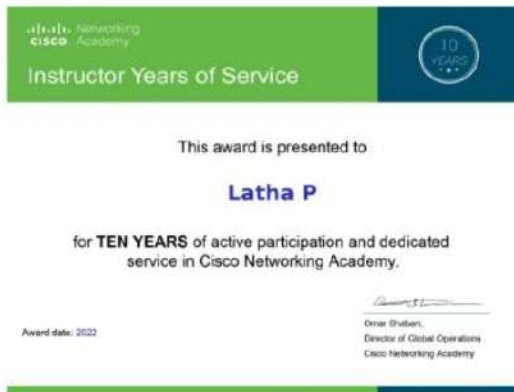 Networking
CISCO Academy
Instructor Years of Service
10
YEARS
This award is presented to
Latha P
for TEN YEARS of active participation and dedicated
service in Cisco Networking Academy.
Award date: 2022
Omar Shaban,
Director of Global Operations
Cisco Networking Academy